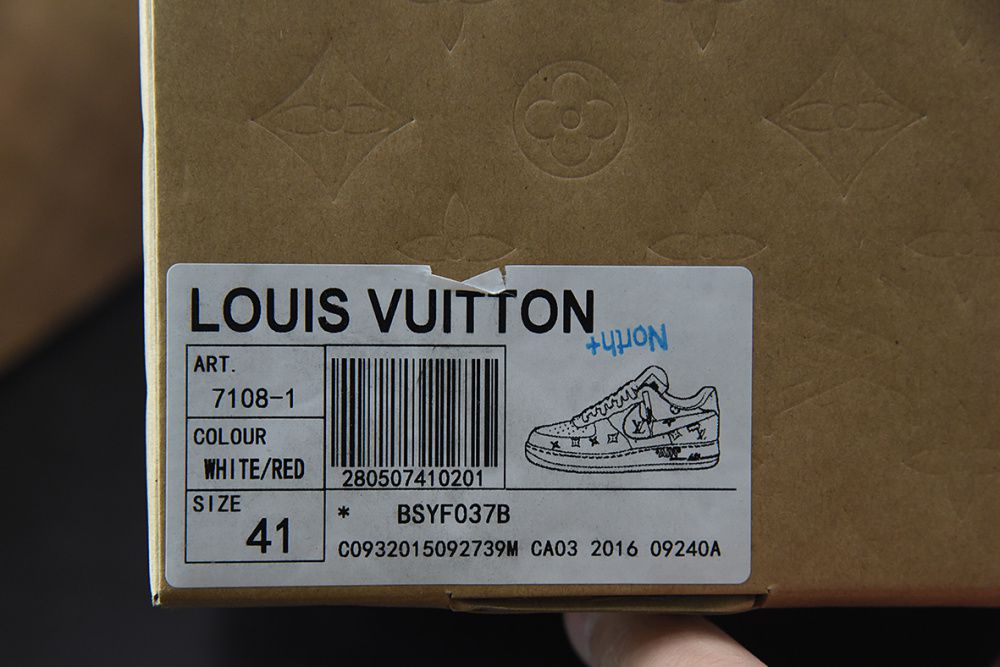 LOUIS VUITTON
North+
ART.
7108-1
COLOUR
WHITE/RED
SIZE
41
280507410201
* BSYF037B
C0932015092739M CA03 2016 09240A